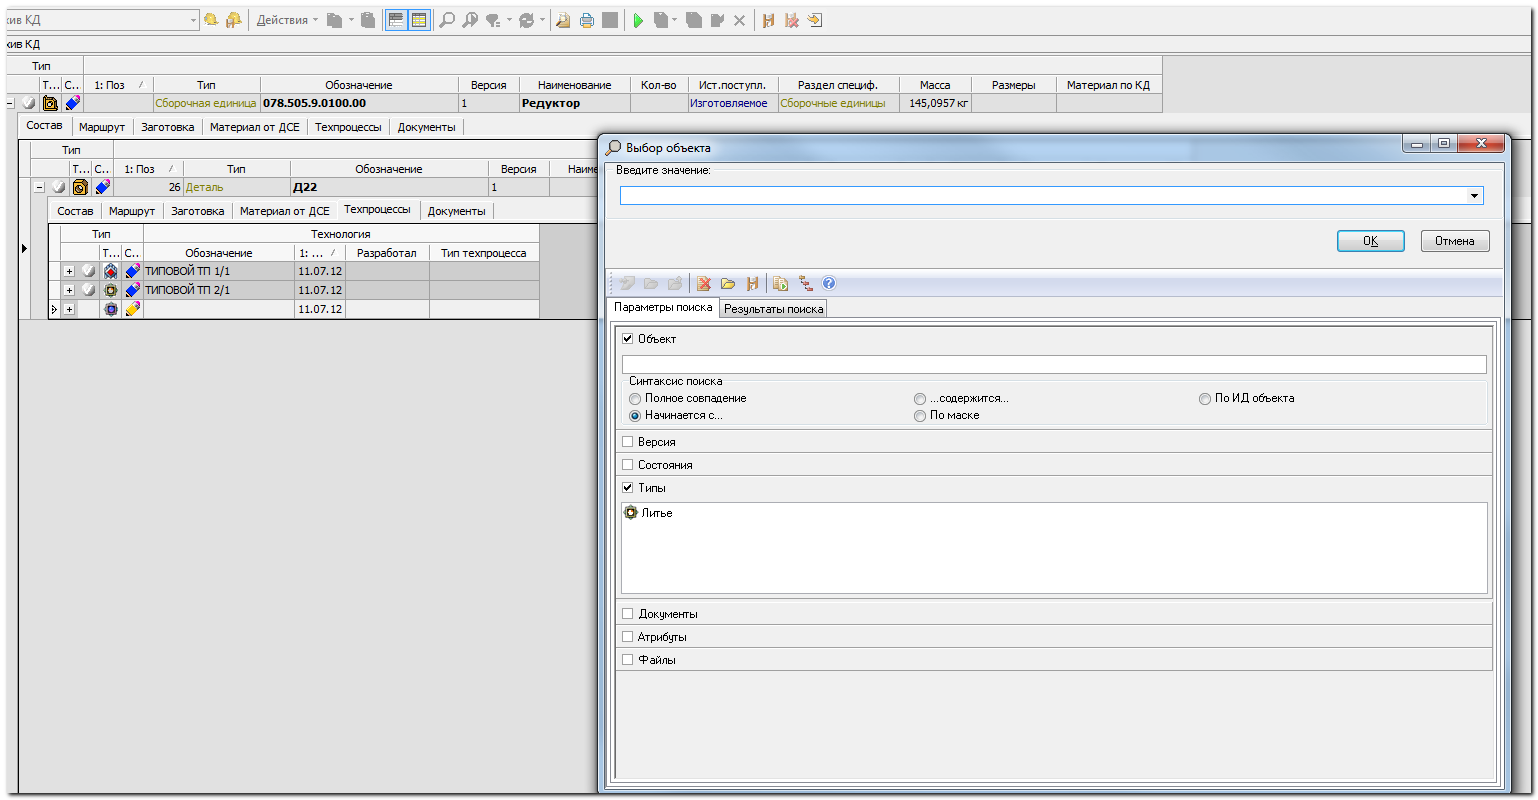 ив КД Действия
хив КД
Тип
Т... С.. 1: Поз Тип Обозначение Версия Наименование Кол-во Ист.поступл. Раздел специф. Масса Размеры Материал по КД
Сборочная единица 078.505.9.0100.00 1 Редуктор Изготовляемое Сборочные единицы 145,0957 кг
Состав Маршрут Заготовка Материал от ДСЕ Техпроцессы Документы
Выбор объекта
Тип
Т... С.. 1: Поз Тип Обозначение Версия Наиме
26 Деталь Д22 1
Состав Маршрут Заготовка Материал от ДСЕ Техпроцессы Документы
Тип Технология
Т... С... Обозначение 1: ... Разработал Тип техпроцесса
ТИПОВОЙ ТП 1/1 11.07.12
ТИПОВОЙ ТП 2/1 11.07.12
11.07.12
Введите значение:
OK Отмена
Параметры поиска Результаты поиска
Объект
Синтаксис поиска
Полное совпадение ...содержится... По ИД объекта
Начинается с... По маске
Версия
Состояния
Типы
Литье
Документы
Атрибуты
Файлы